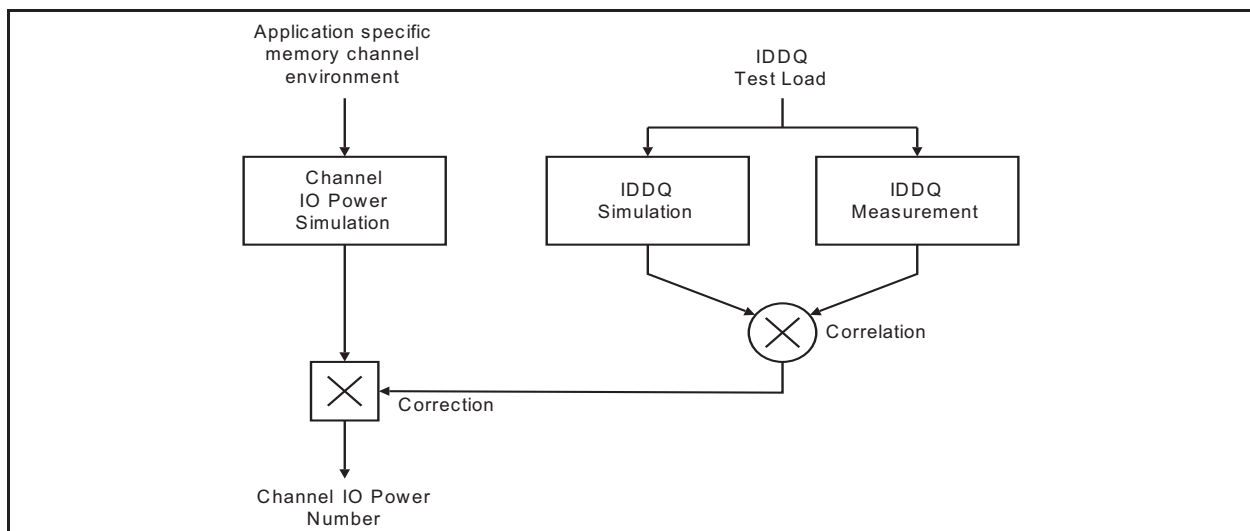 Application specific
memory channel
environment
IDDQ
Test Load
Channel
IO Power
Simulation
IDDQ
Simulation
IDDQ
Measurement
Correlation
Correction
Channel IO Power
Number